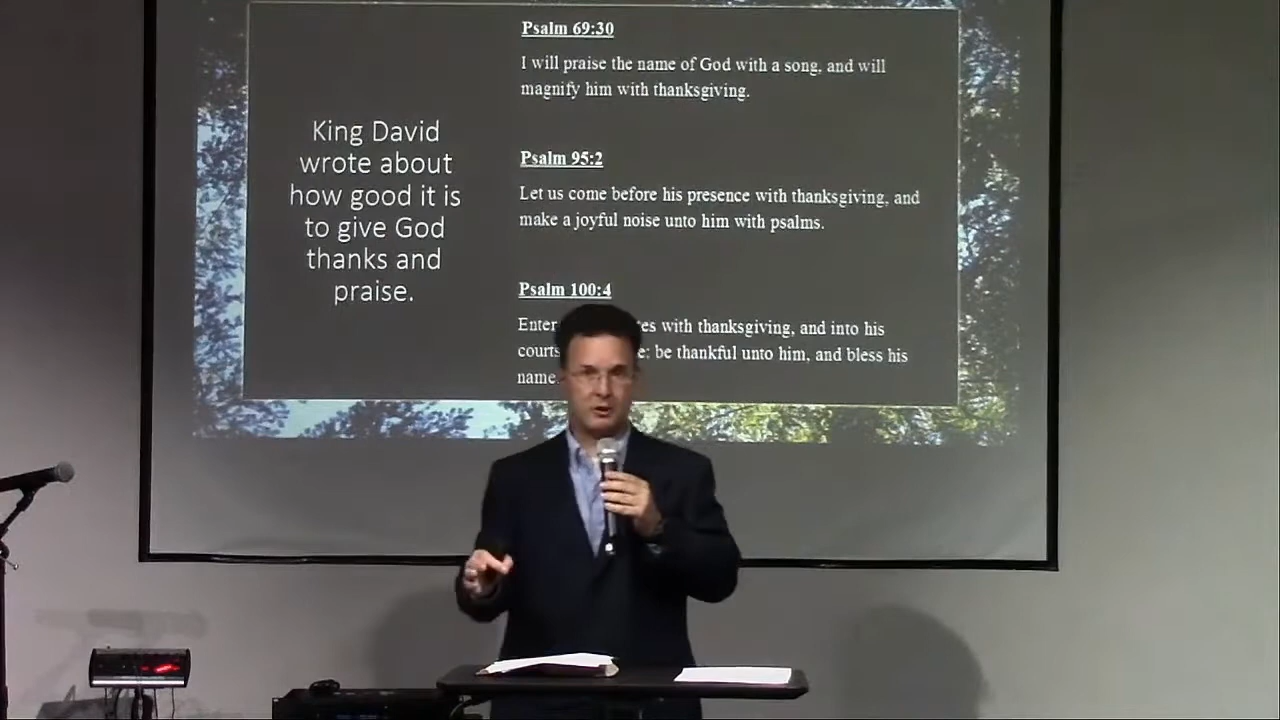 King David
wrote about
how good it is
to give God
thanks and
praise.
Psalm 69:30
I will praise the name of God with a song, and will
magnify him with thanksgiving.
Psalm 95:2
Let us come before his presence with thanksgiving, and
make a joyful noise unto him with psalms.
Psalm 100:4
Enter with thanksgiving, and into his
courts be thankful unto him, and bless his
name.